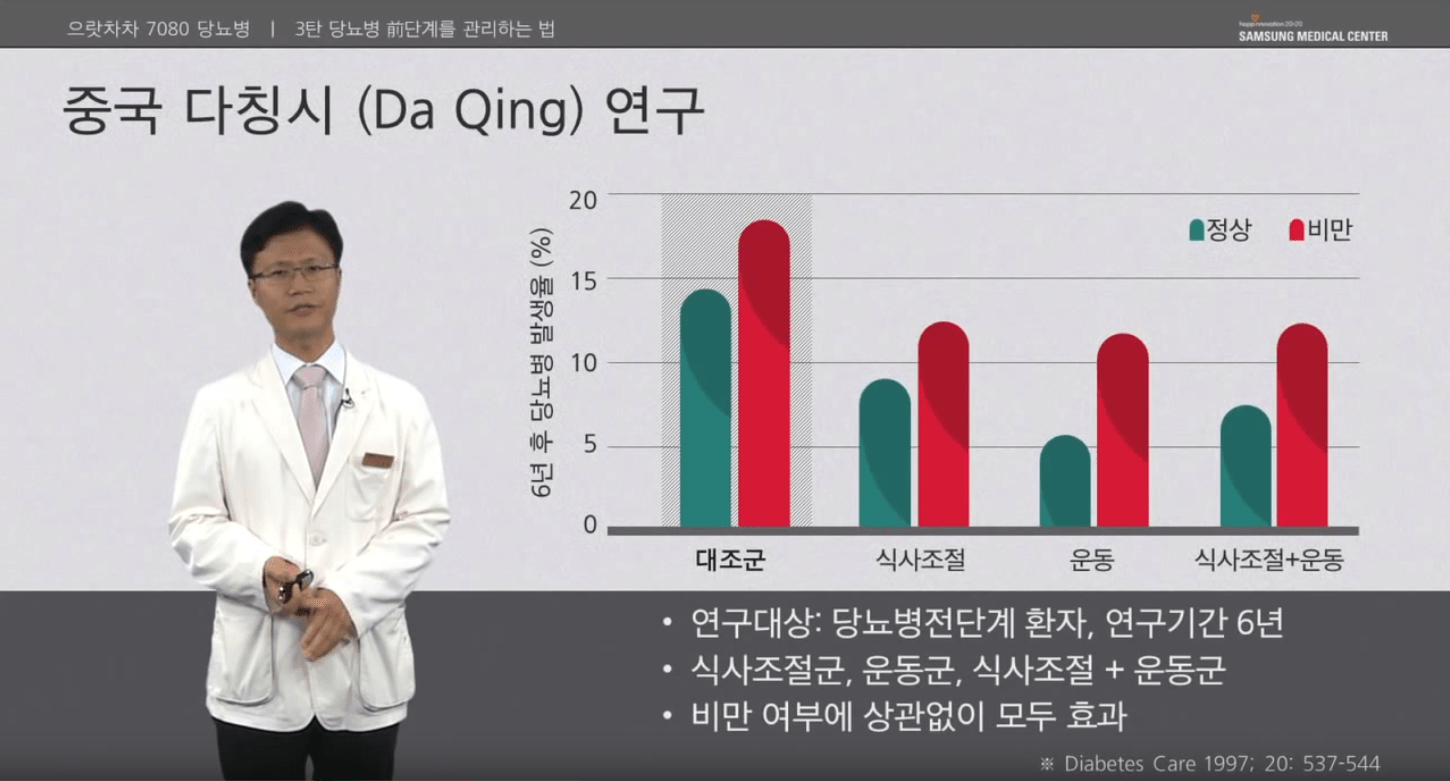 으랏차차 7080 당뇨병 | 3탄 당뇨병 前단계를 관리하는 법
SAMSUNG MEDICAL CENTER
중국 다칭시 (Da Qing) 연구
6년 후 당뇨병 발생율 (%)
20
15
10
5
0
정상 비만
대조군 식사조절 운동 식사조절+운동
• 연구대상: 당뇨병전단계 환자, 연구기간 6년
• 식사조절군, 운동군, 식사조절 + 운동군
• 비만 여부에 상관없이 모두 효과
※ Diabetes Care 1997; 20: 537-544